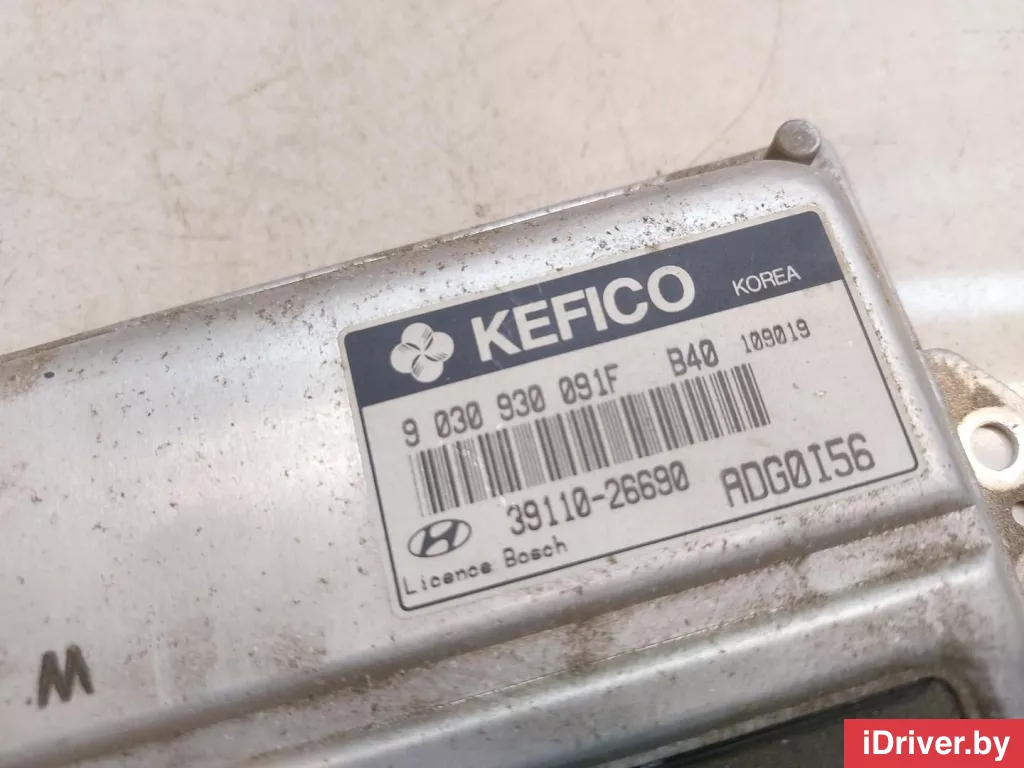 KEFICO KOREA
9 030 930 091F B40 109019
39110-26690 ADG0I56
Licence Bosch
W
iDriver.by